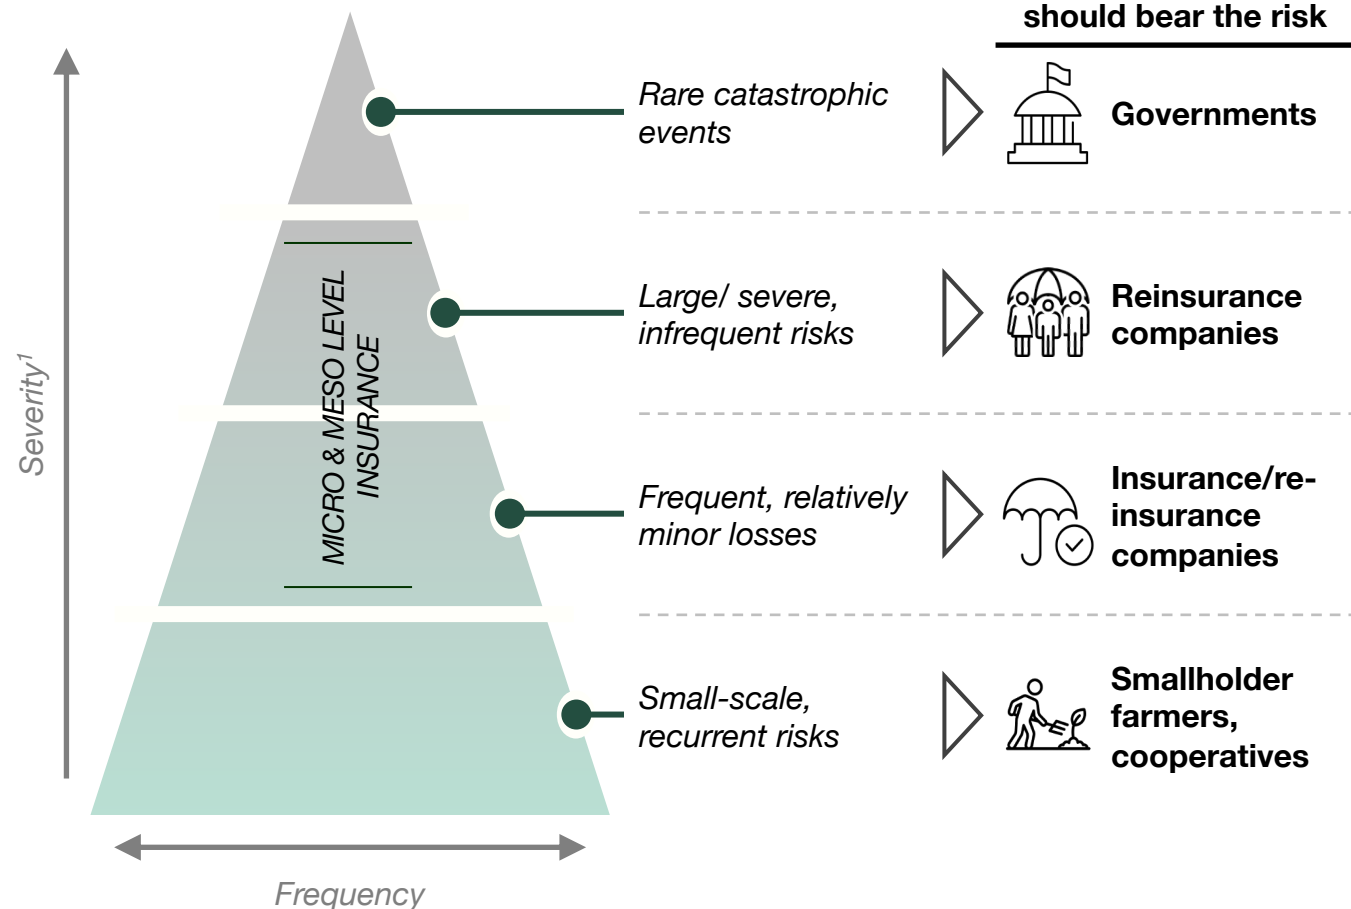 should bear the risk
Rare catastrophic
events
Governments
Large/ severe,
infrequent risks
Reinsurance
companies
MICRO & MESO LEVEL
INSURANCE
Severity¹
Frequent, relatively
minor losses
Insurance/re-
insurance
companies
Small-scale,
recurrent risks
Smallholder
farmers,
cooperatives
Frequency